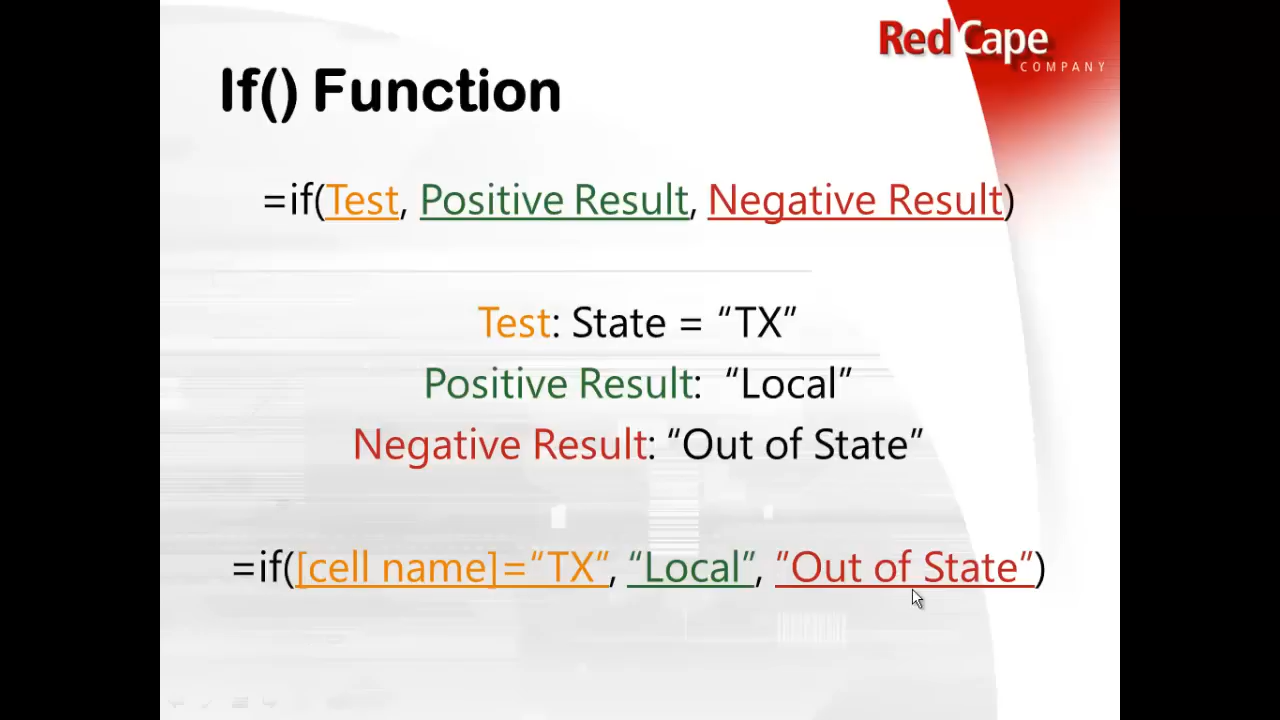 Red Cape
COMPANY
If() Function
=if(Test, Positive Result, Negative Result)
Test: State = “TX”
Positive Result:  “Local”
Negative Result: “Out of State”
=if([cell name]=“TX”, “Local”, ”Out of State”)